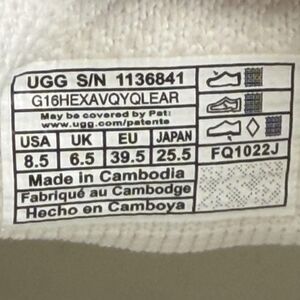 UGG S/N 1136841
G16HEXAVQYQLEAR
May be covered by Pat:
www.ugg.com/patents
USA UK EU JAPAN
8.5 6.5 39.5 25.5
FQ1022J
Made in Cambodia
Fabriqué au Cambodge
Hecho en Camboya